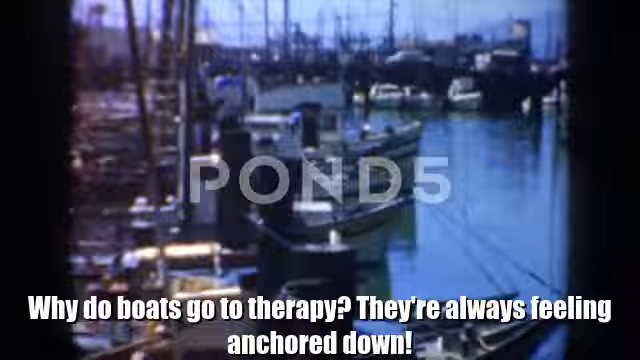 POND5
Why do boats go to therapy? They're always feeling
anchored down!